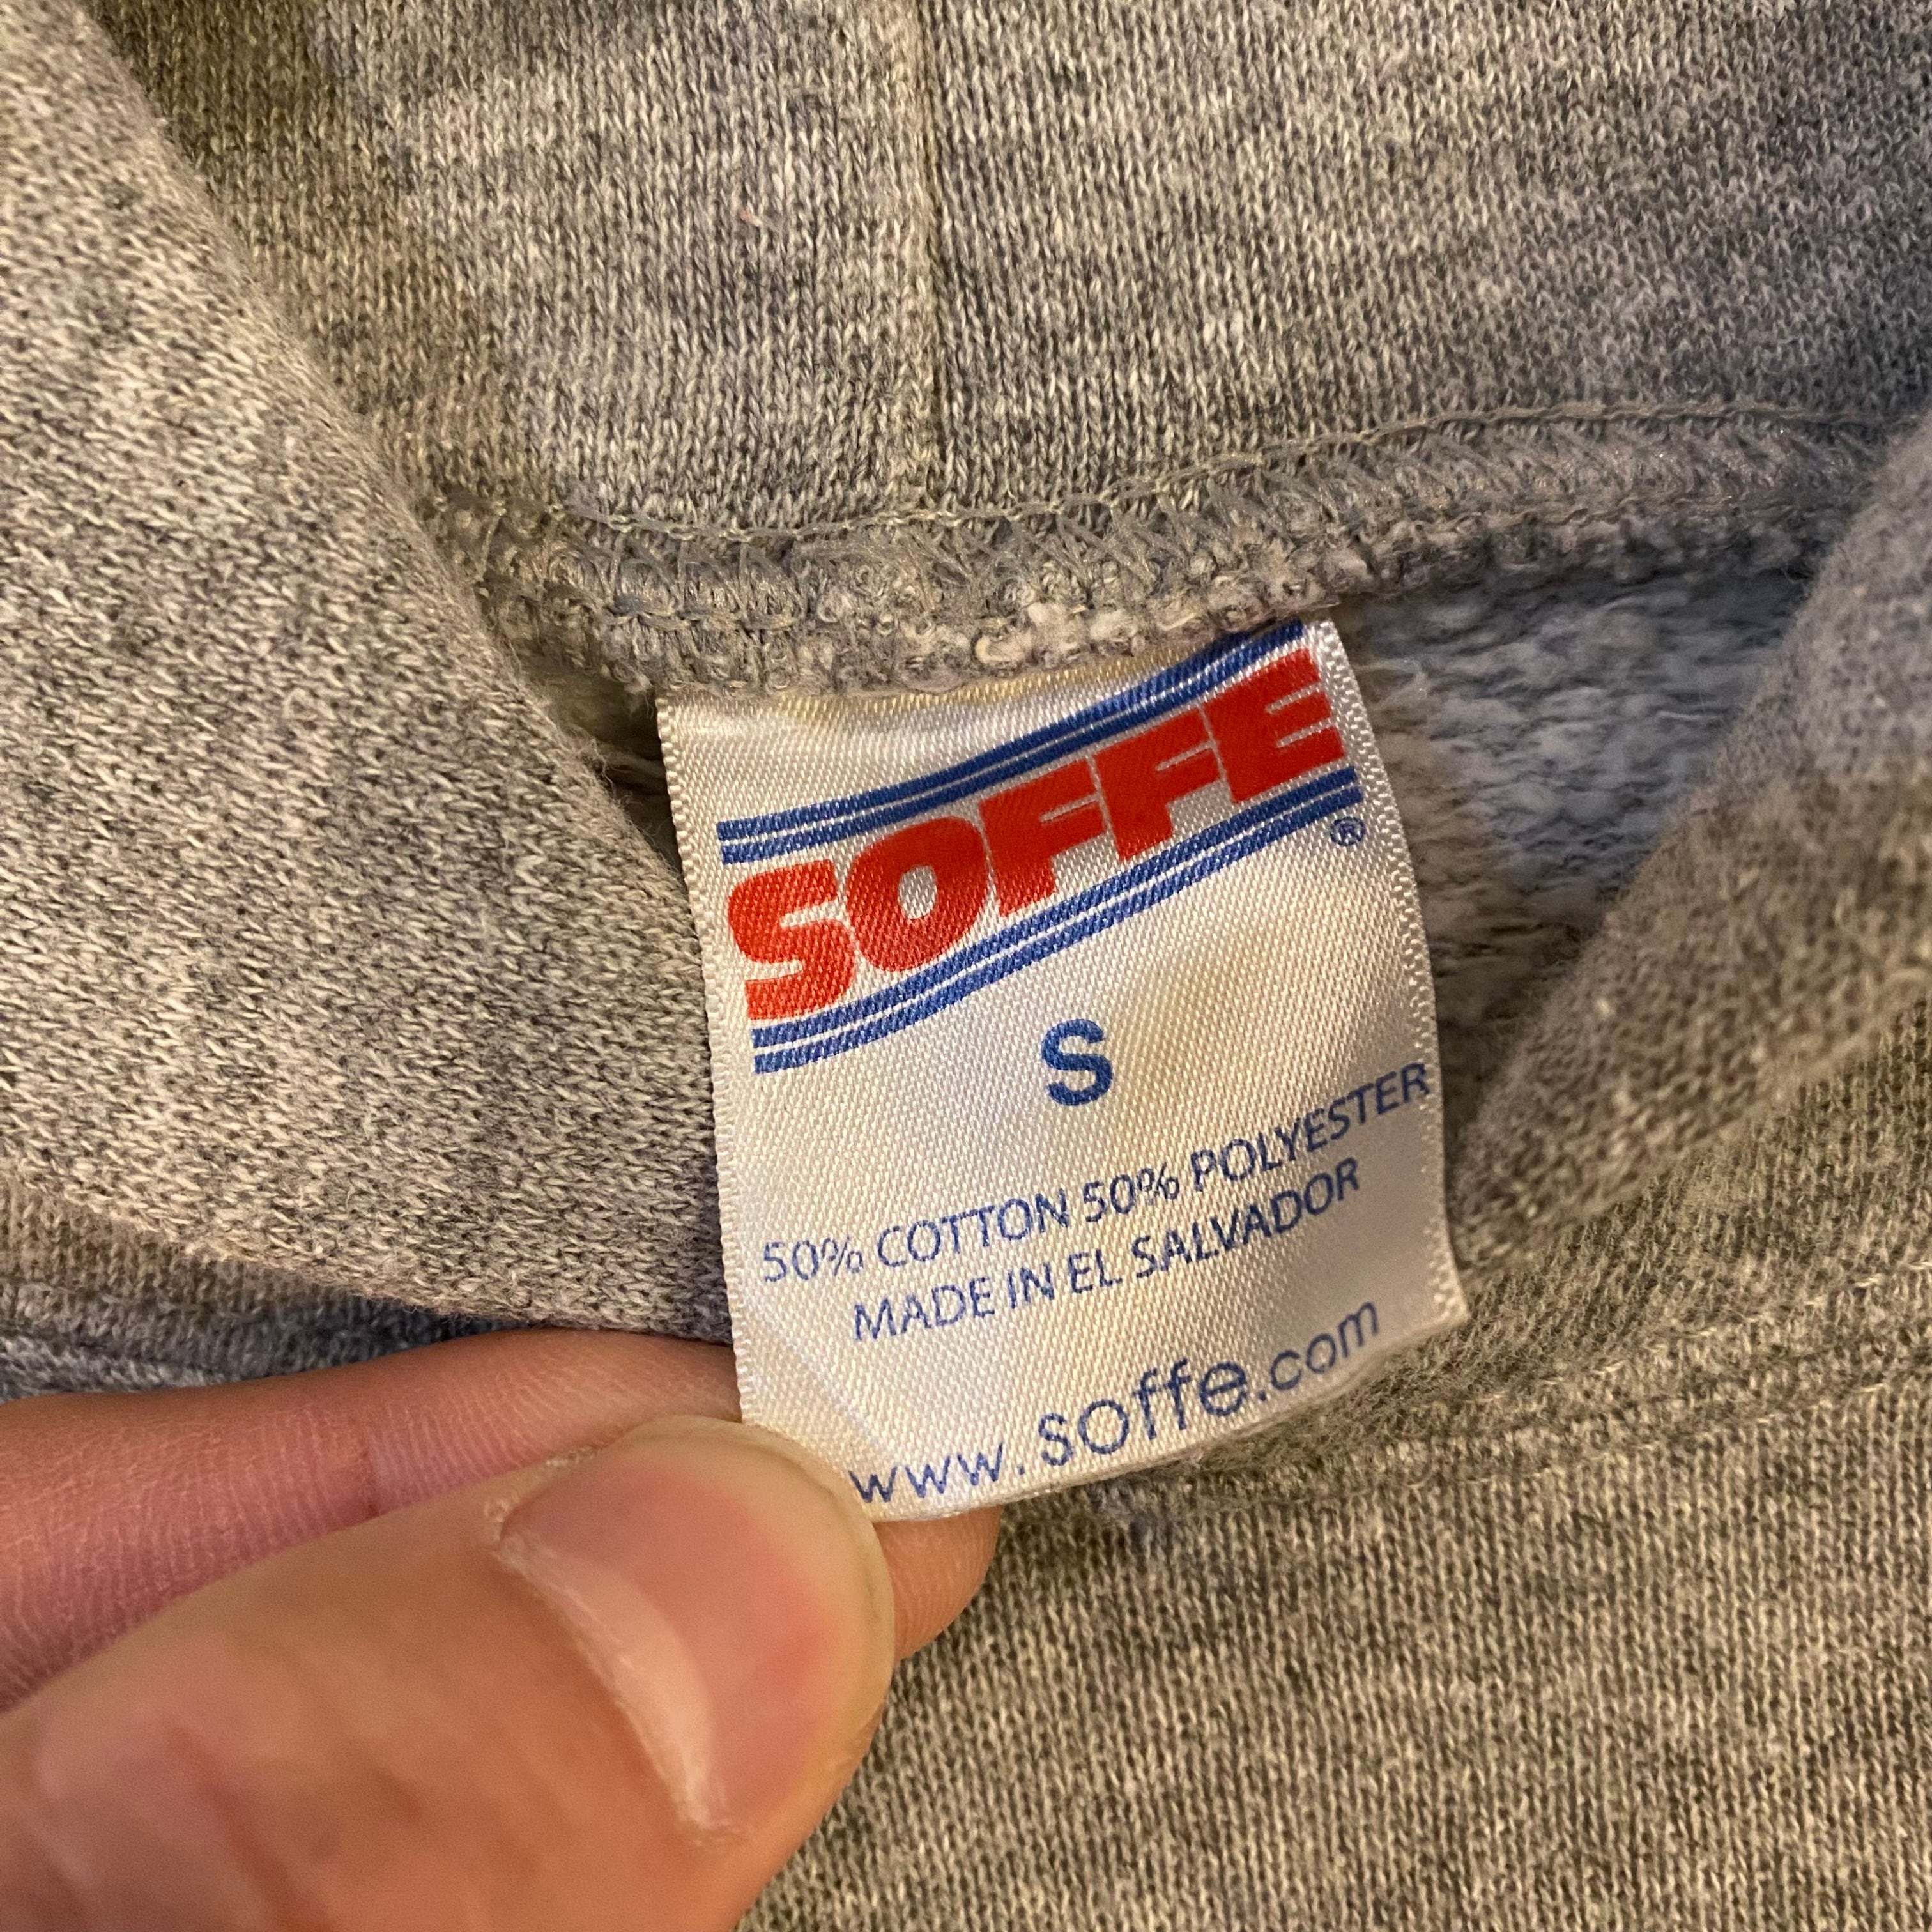 SOFFE®
S
50% COTTON 50% POLYESTER
MADE IN EL SALVADOR
www.soffe.com